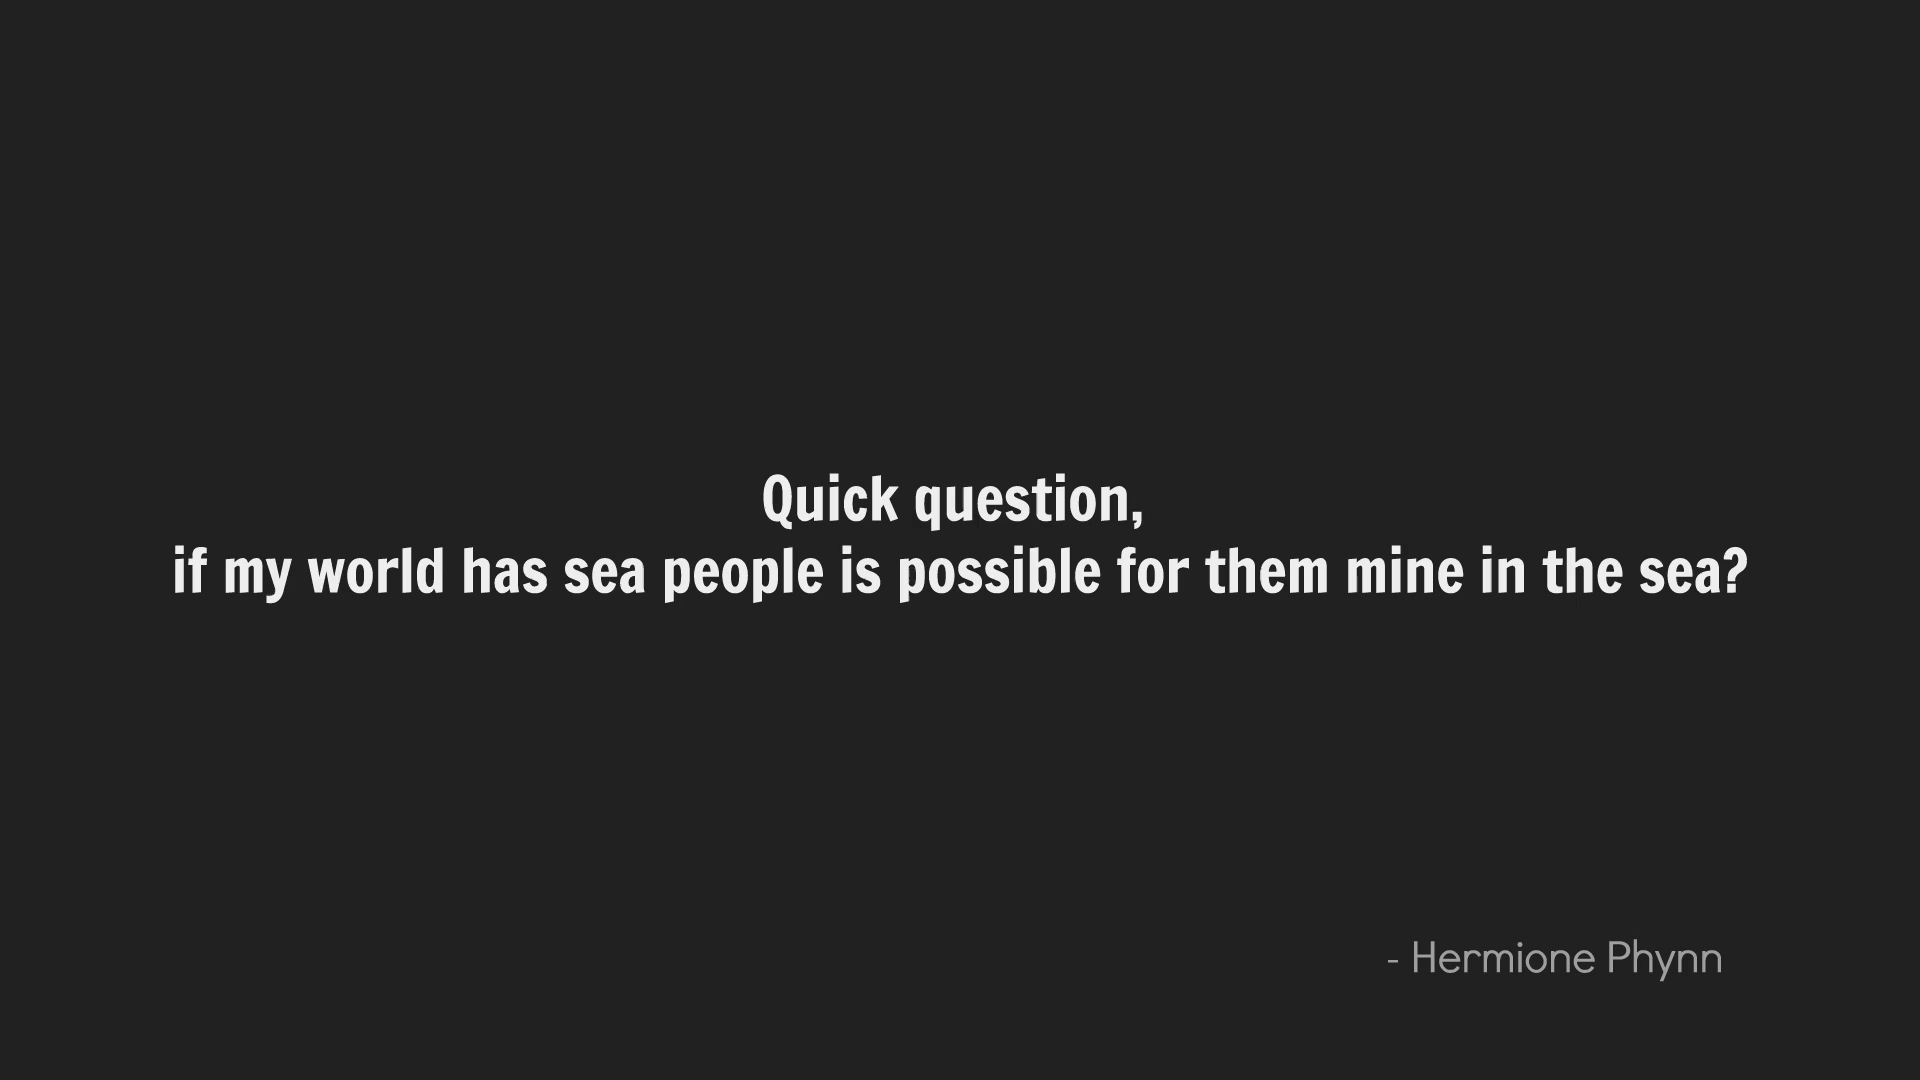 Quick question,
if my world has sea people is possible for them mine in the sea?
- Hermione Phynn